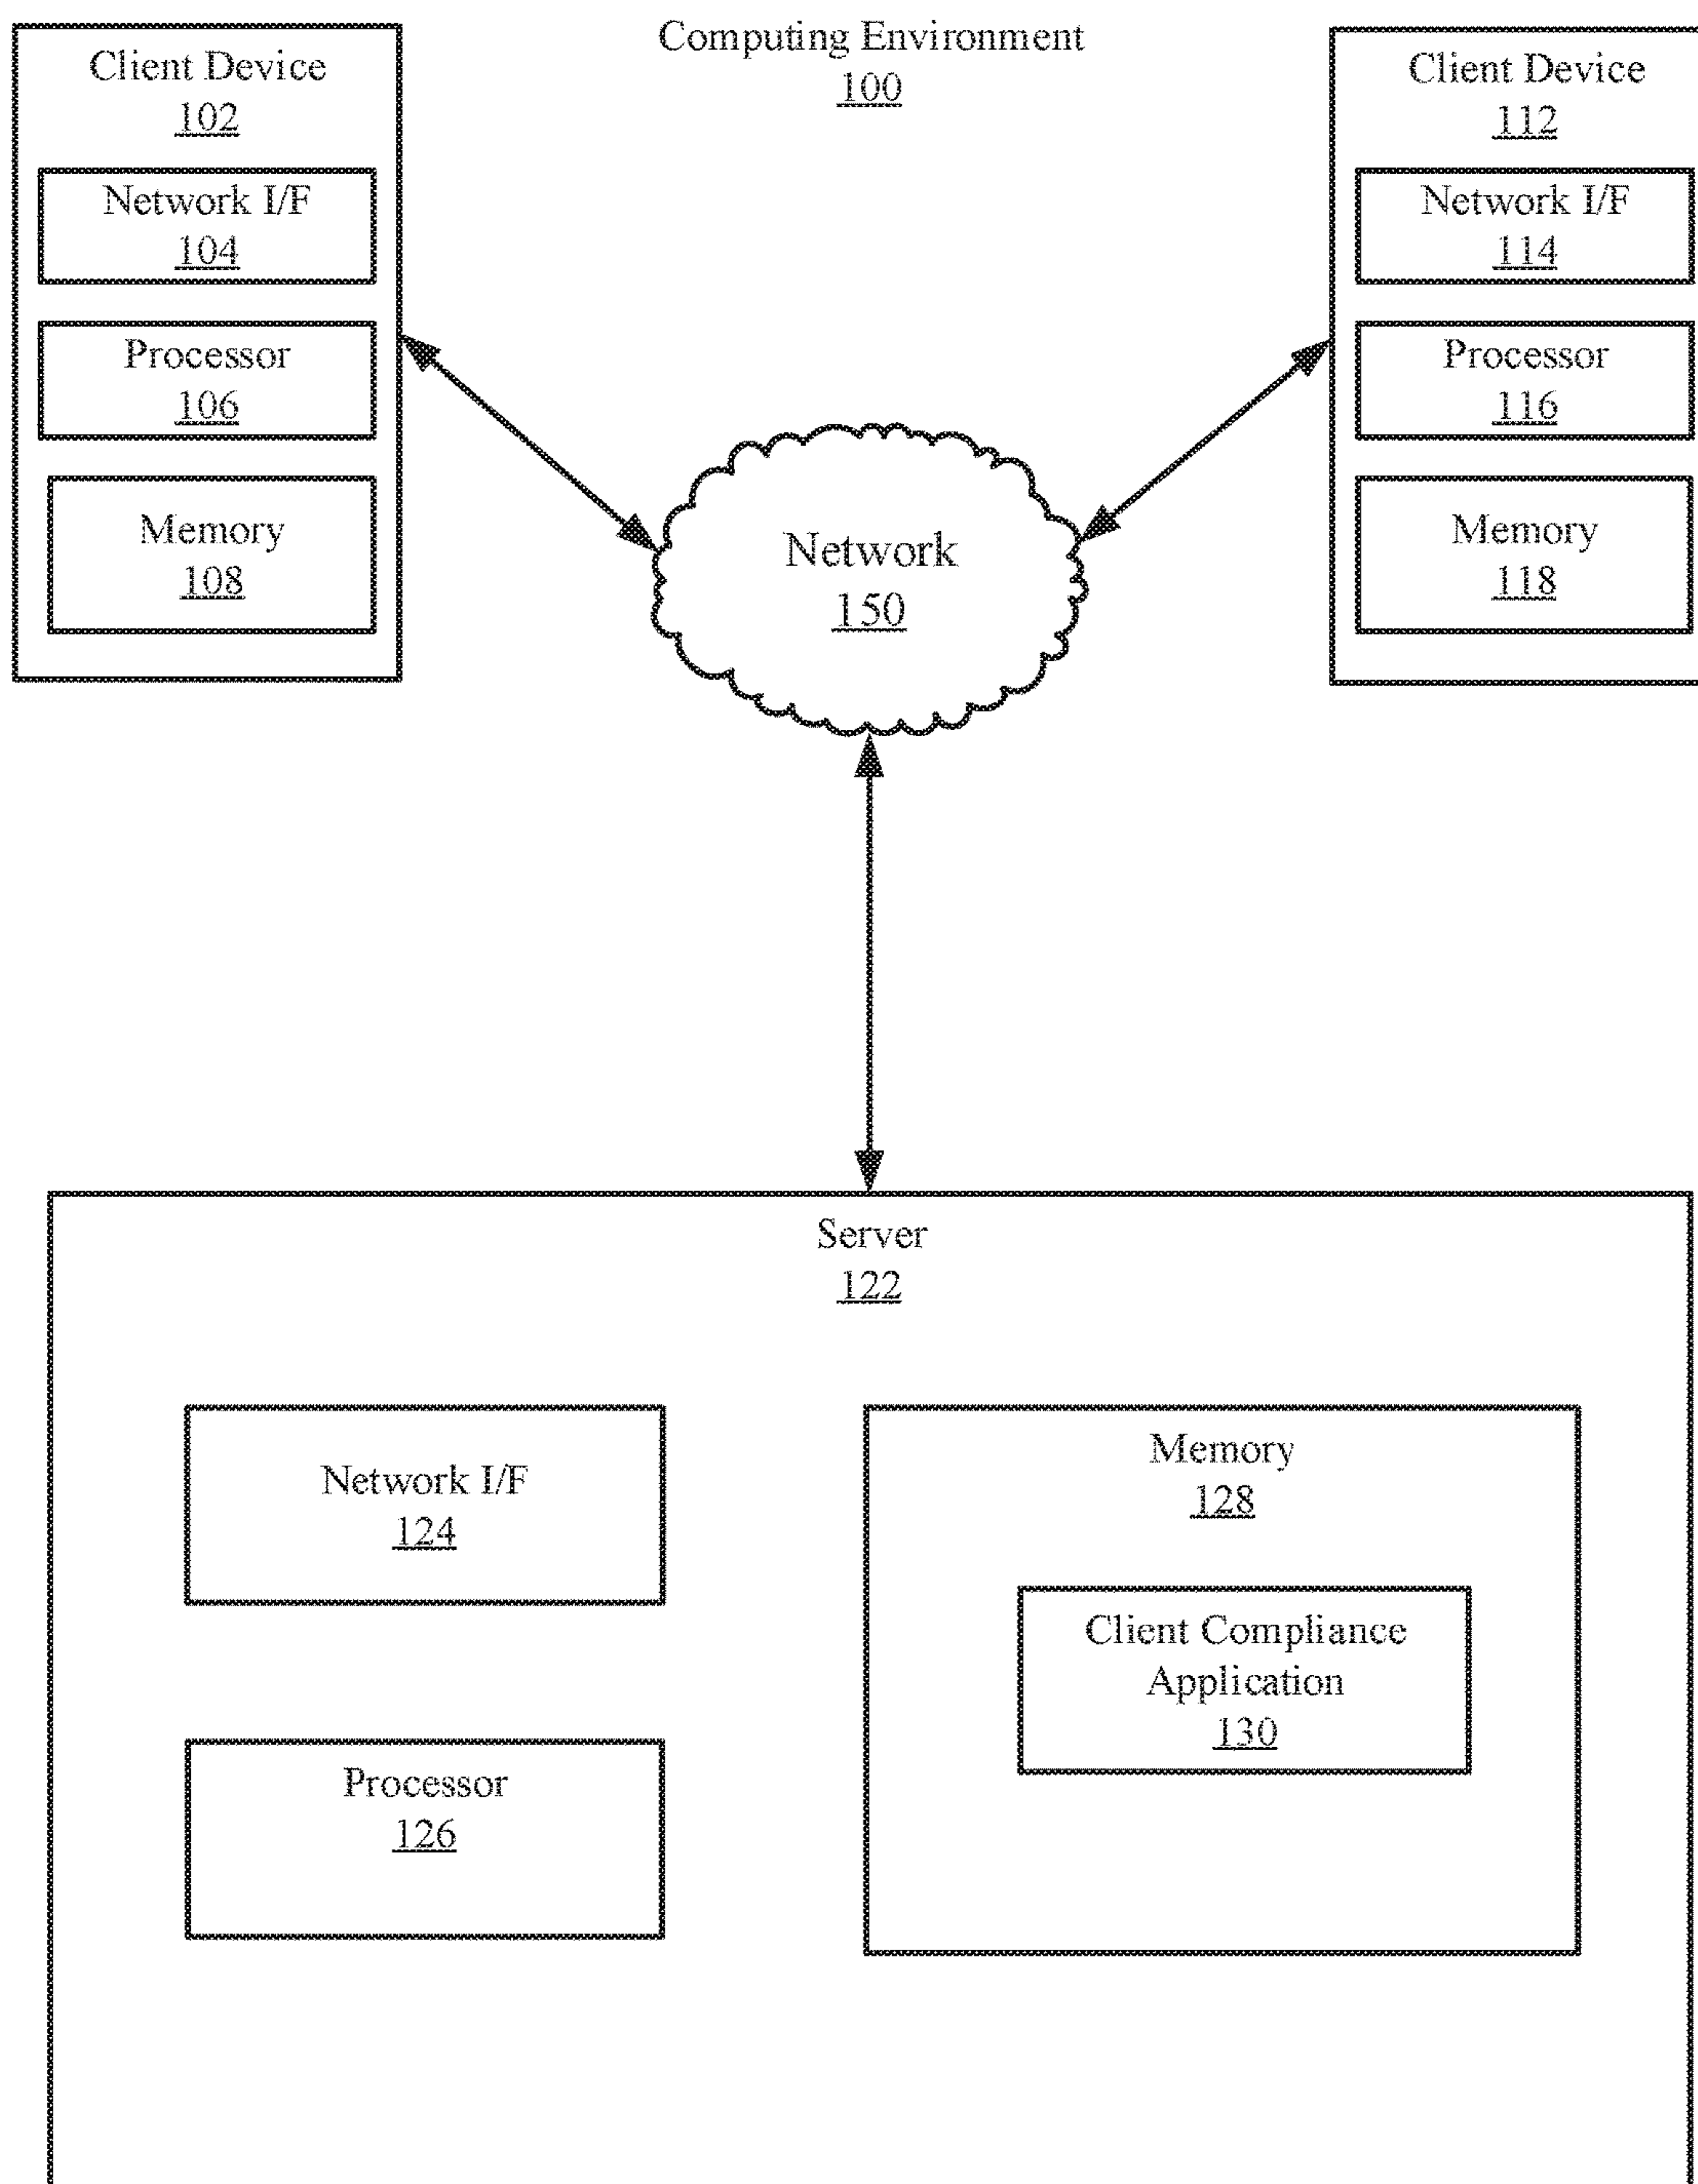 Computing Environment
100
Client Device
102
Network I/F
104
Processor
106
Memory
108
Client Device
112
Network I/F
114
Processor
116
Memory
118
Network
150
Server
122
Network I/F
124
Processor
126
Memory
128
Client Compliance
Application
130